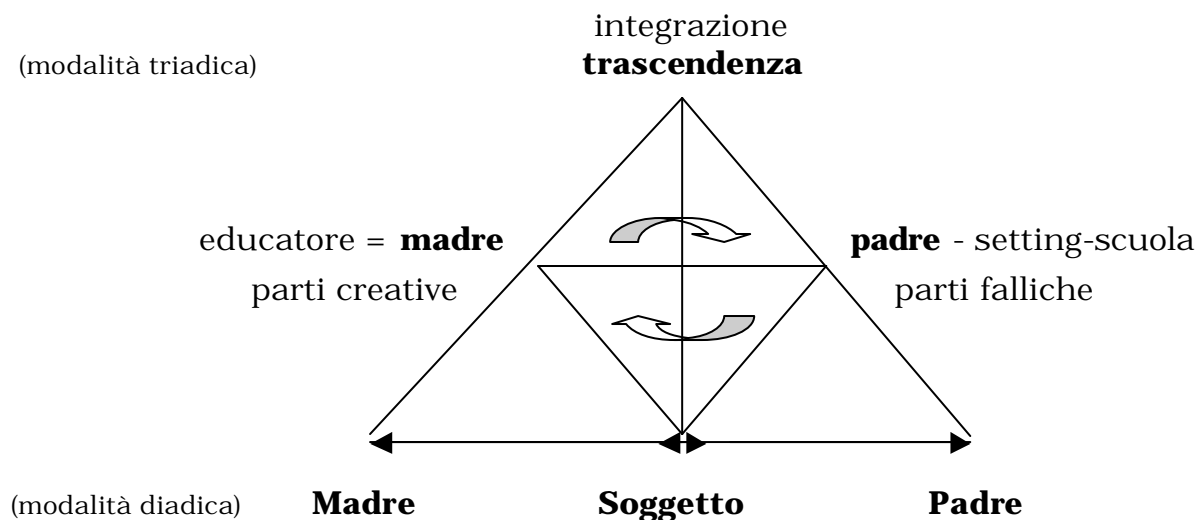 integrazione
(modalità triadica) trascendenza
educatore = madre padre - setting-scuola
parti creative parti falliche
(modalità diadica) Madre Soggetto Padre